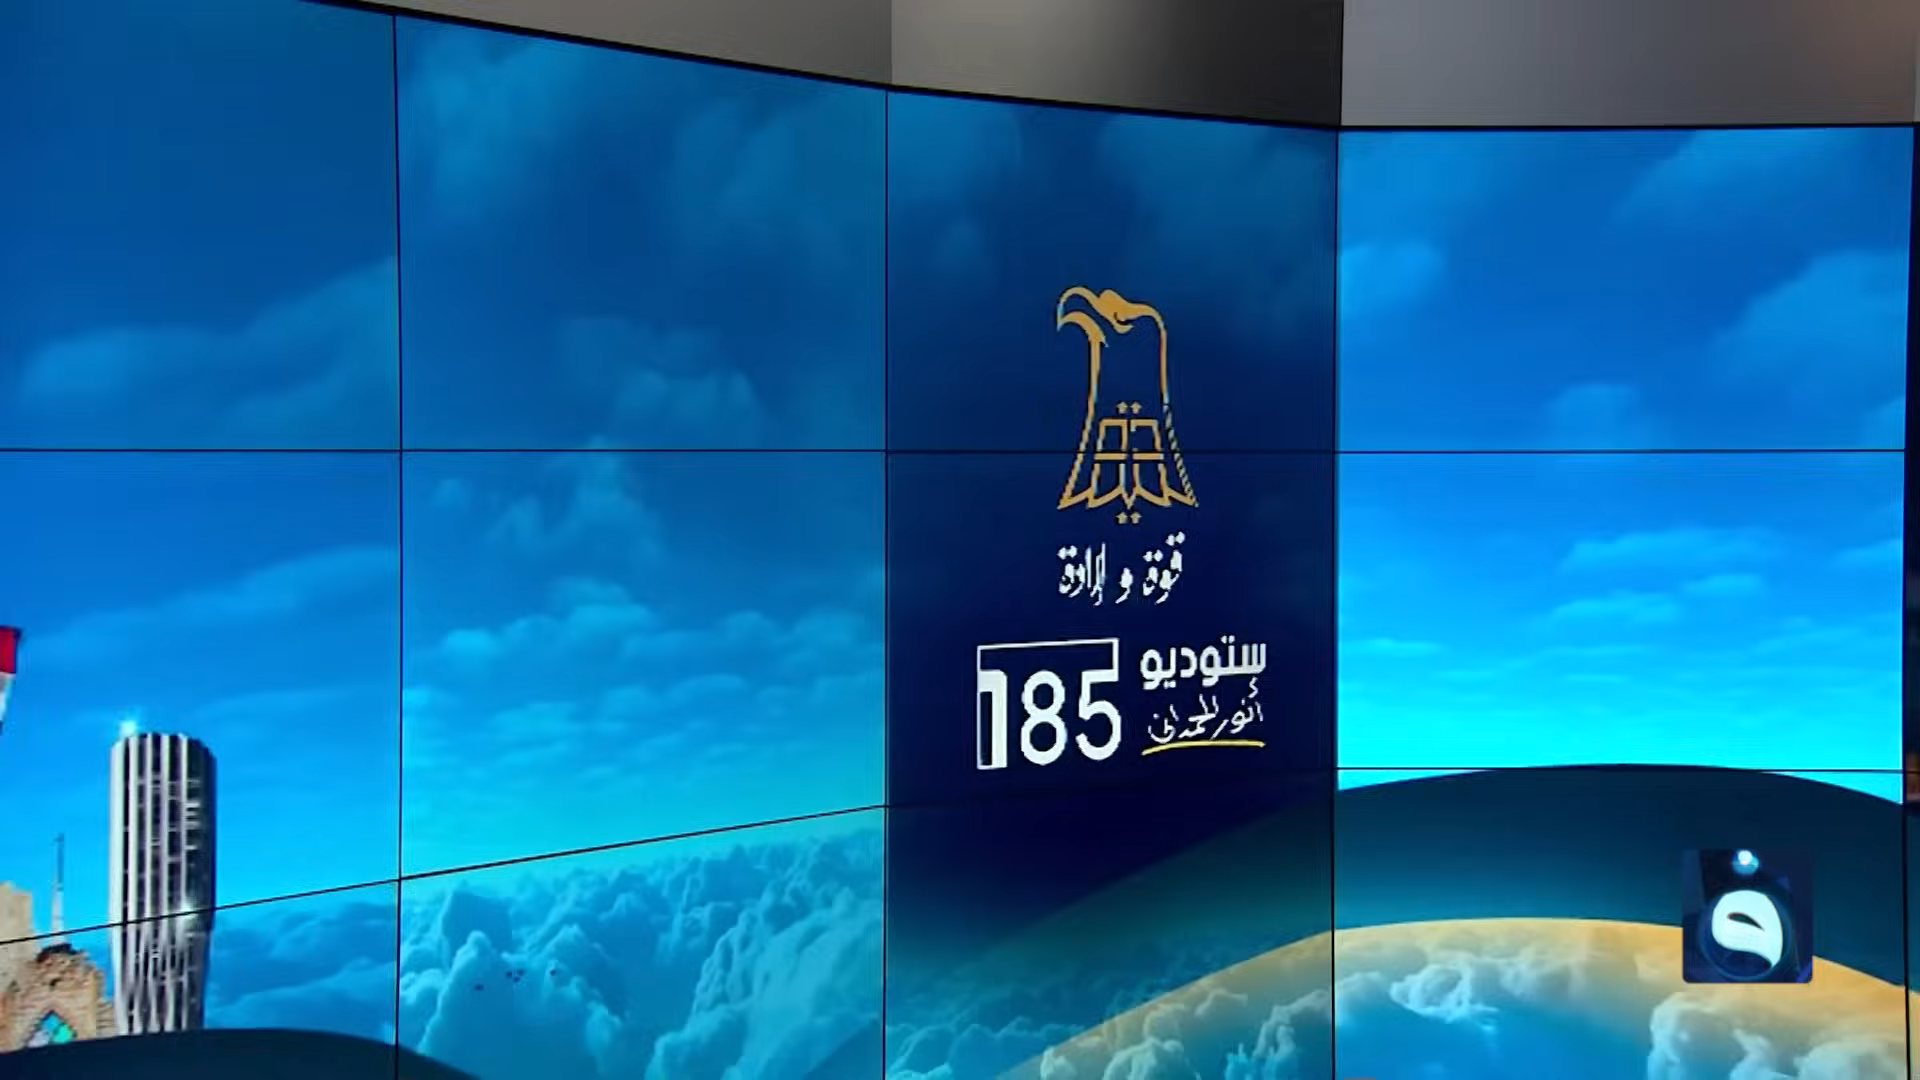 قوة و إرادة
185 ستوديو
أنور الحمداني